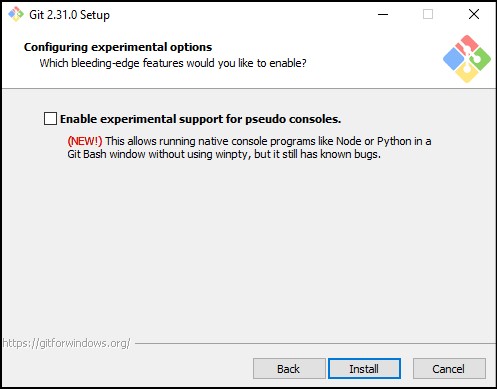 Git 2.31.0 Setup
Configuring experimental options
Which bleeding-edge features would you like to enable?
Enable experimental support for pseudo consoles.
(NEW!) This allows running native console programs like Node or Python in a
Git Bash window without using winpty, but it still has known bugs.
https://gitforwindows.org/
Back Install Cancel